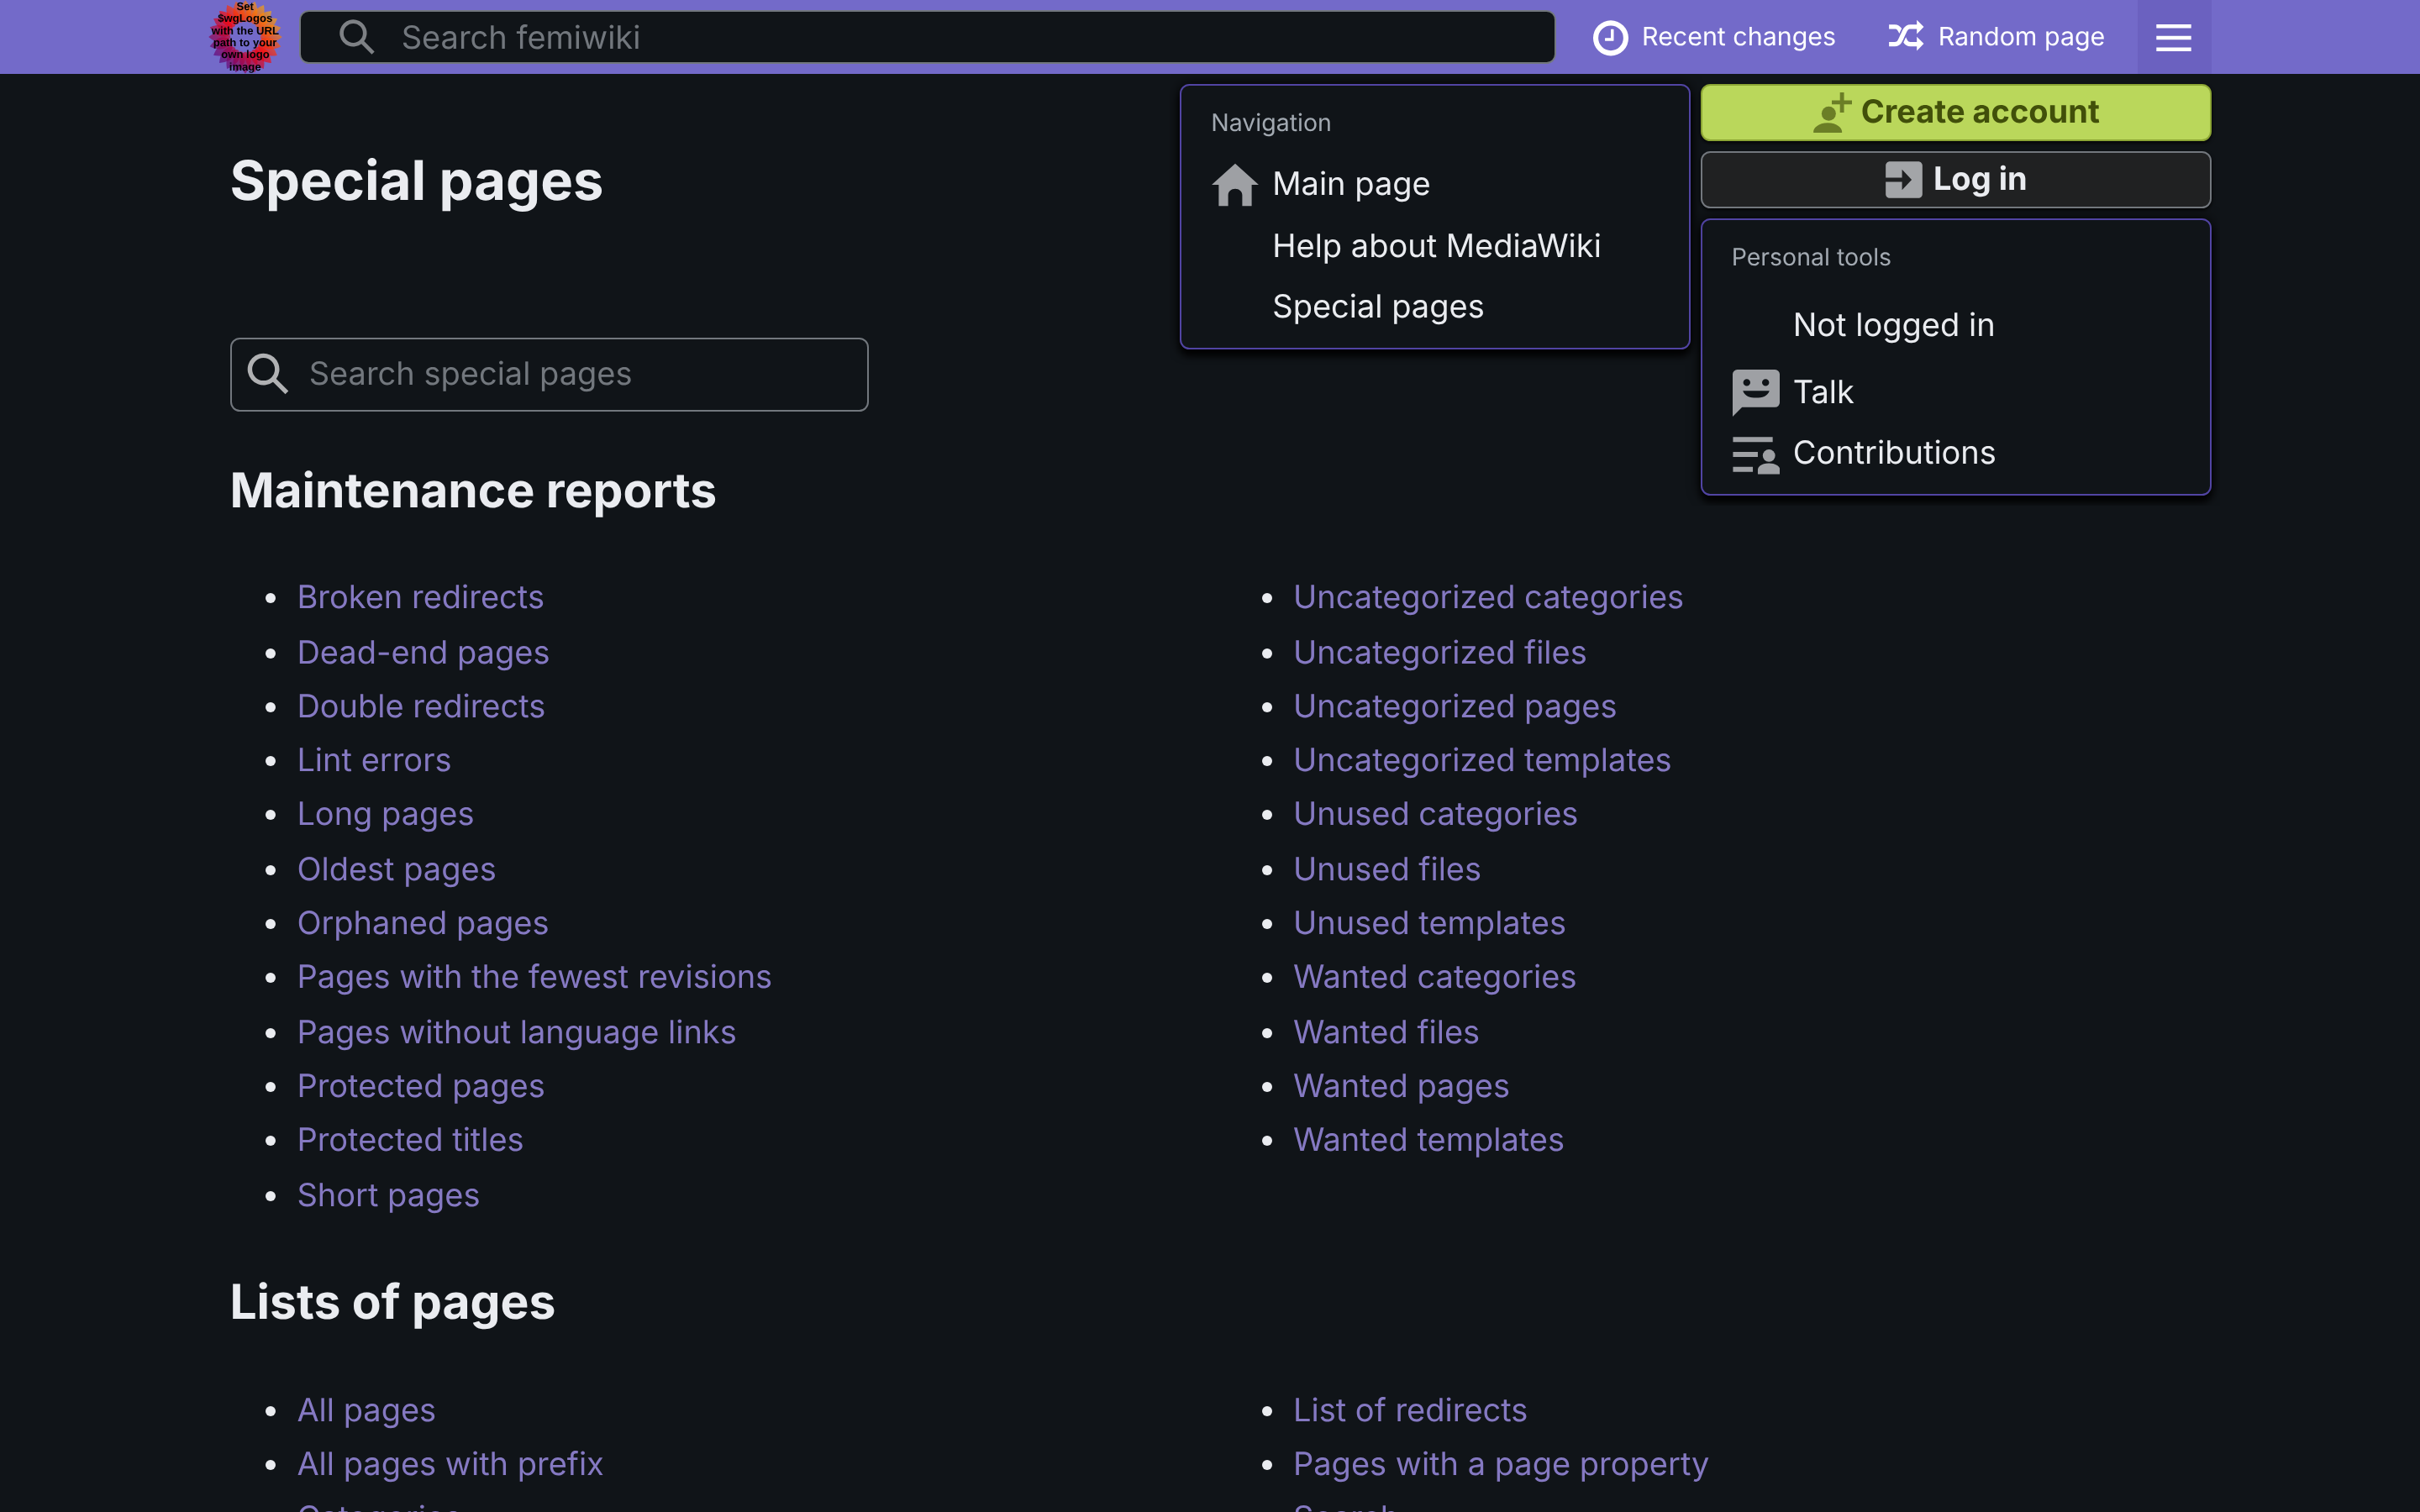 Set
$wgLogos
with the URL
path to your
own logo
image
Search femiwiki
Recent changes
Random page
Navigation
Main page
Help about MediaWiki
Special pages
Create account
Log in
Personal tools
Not logged in
Talk
Contributions
Special pages
Search special pages
Maintenance reports
Broken redirects
Dead-end pages
Double redirects
Lint errors
Long pages
Oldest pages
Orphaned pages
Pages with the fewest revisions
Pages without language links
Protected pages
Protected titles
Short pages
Uncategorized categories
Uncategorized files
Uncategorized pages
Uncategorized templates
Unused categories
Unused files
Unused templates
Wanted categories
Wanted files
Wanted pages
Wanted templates
Lists of pages
All pages
All pages with prefix
List of redirects
Pages with a page property